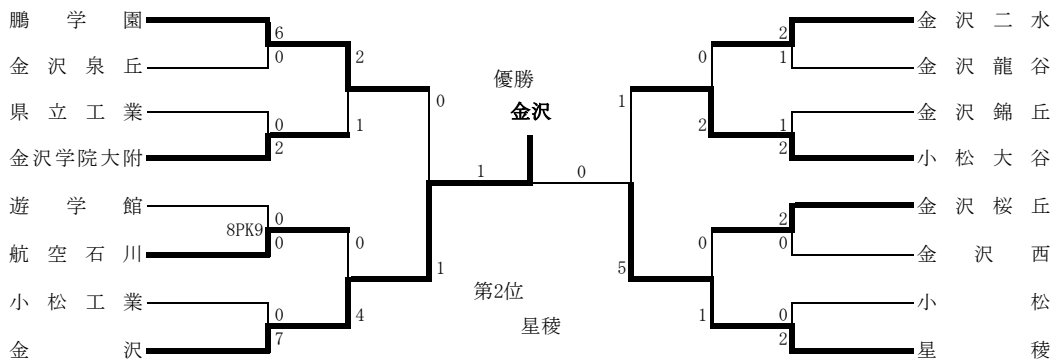 鵬学園
6
金沢泉丘
0
2
県立工業
0
金沢学院大附
2
1
0
遊学館
0
8PK9
航空石川
0
0
小松工業
0
金沢
7
4
1
優勝
金沢
1
0
第2位
星稜
金沢二水
2
金沢龍谷
1
0
金沢錦丘
1
小松大谷
2
2
1
金沢桜丘
2
金沢西
0
0
小松
0
星稜
2
1
5